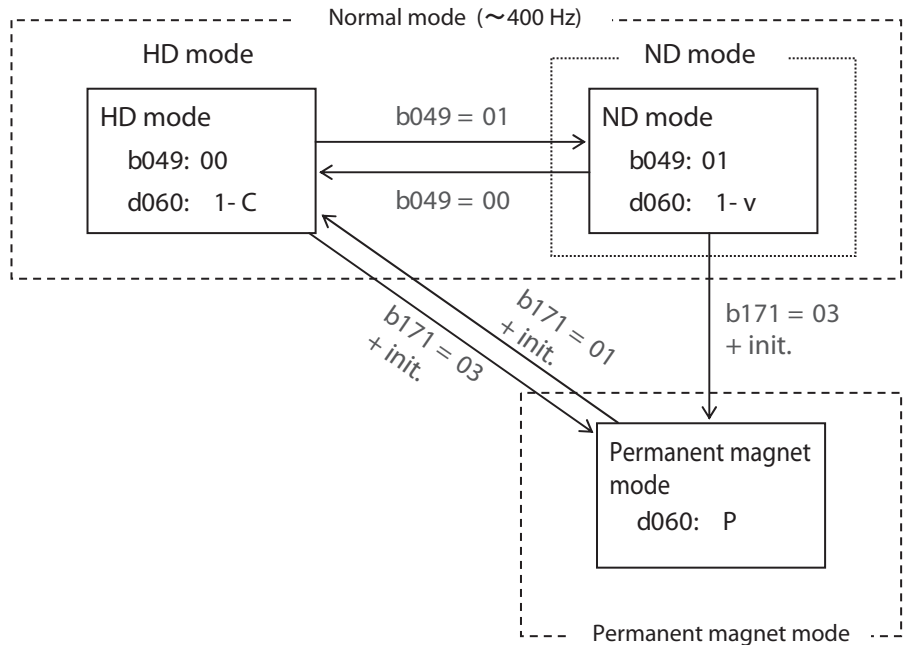 Normal mode (～400 Hz)
HD mode
ND mode
HD mode
b049: 00
d060: 1- C
b049 = 01
b049 = 00
ND mode
b049: 01
d060: 1- v
b171 = 01
+ init.
b171 = 03
+ init.
b171 = 03
+ init.
Permanent magnet
mode
d060: P
Permanent magnet mode